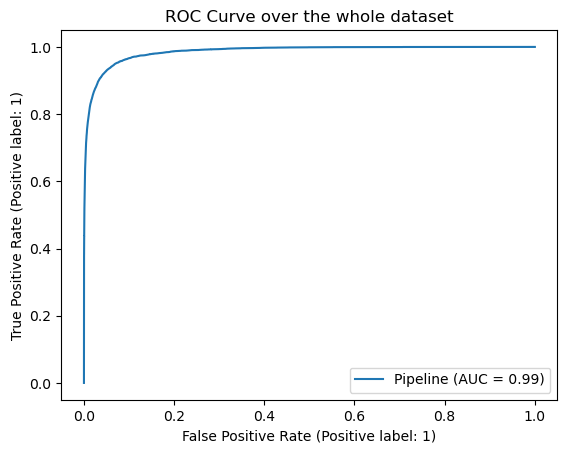 ROC Curve over the whole dataset
1.0
0.8
0.6
0.4
0.2
0.0
True Positive Rate (Positive label: 1)
Pipeline (AUC = 0.99)
0.0 0.2 0.4 0.6 0.8 1.0
False Positive Rate (Positive label: 1)